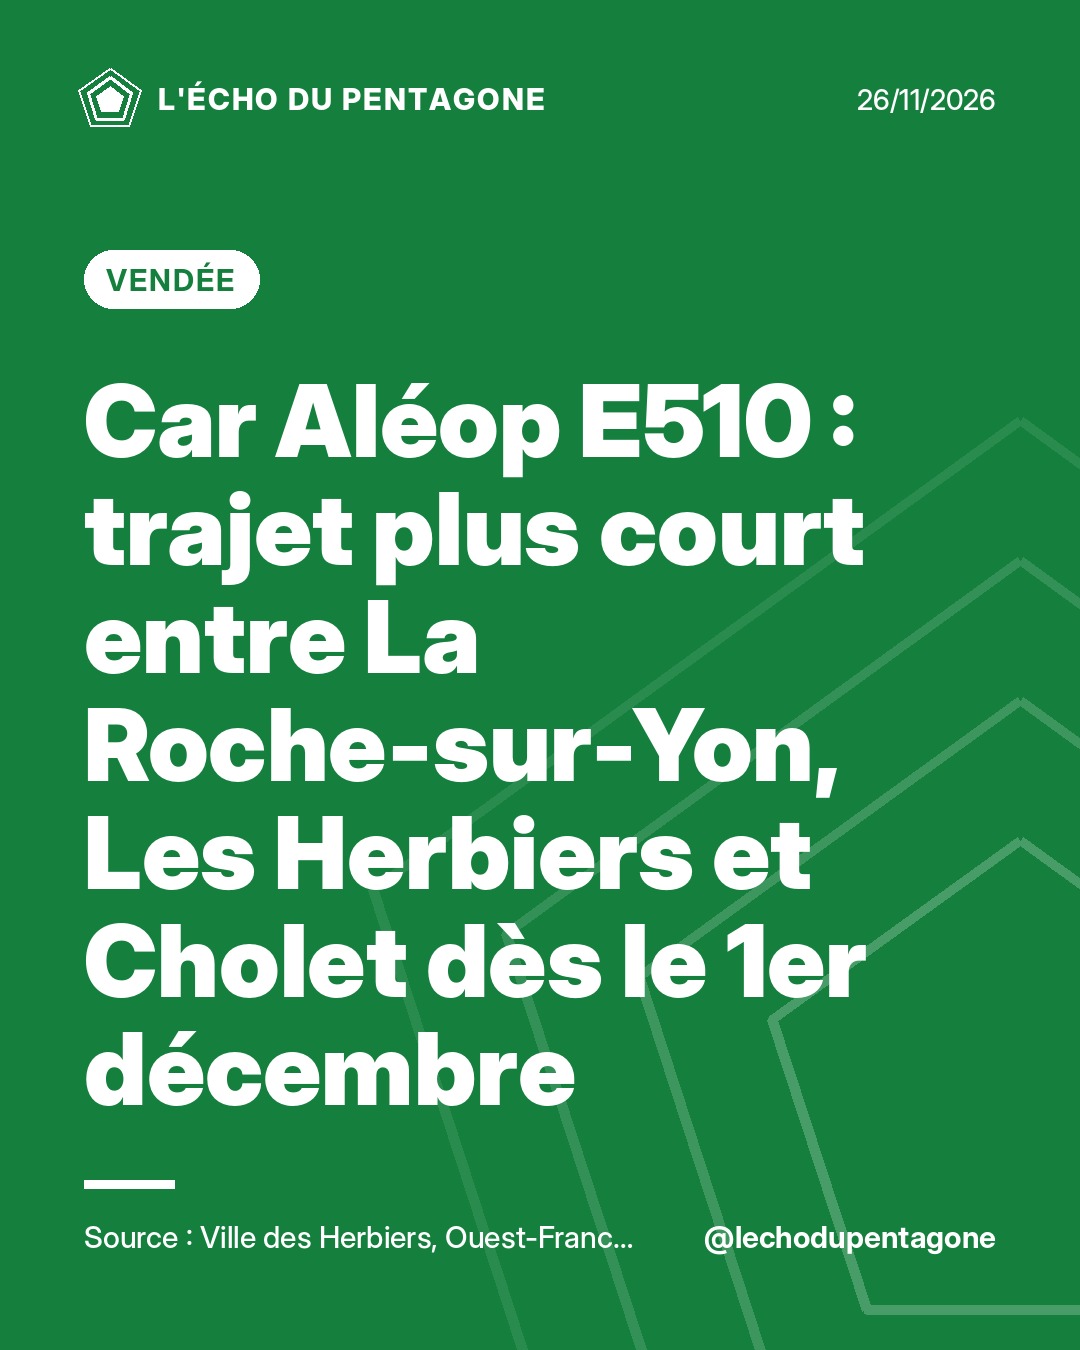 L'ÉCHO DU PENTAGONE
26/11/2026
VENDÉE
Car Aléop E510 :
trajet plus court
entre La
Roche-sur-Yon,
Les Herbiers et
Cholet dès le 1er
décembre
Source : Ville des Herbiers, Ouest-Franc...
@lechodupentagone